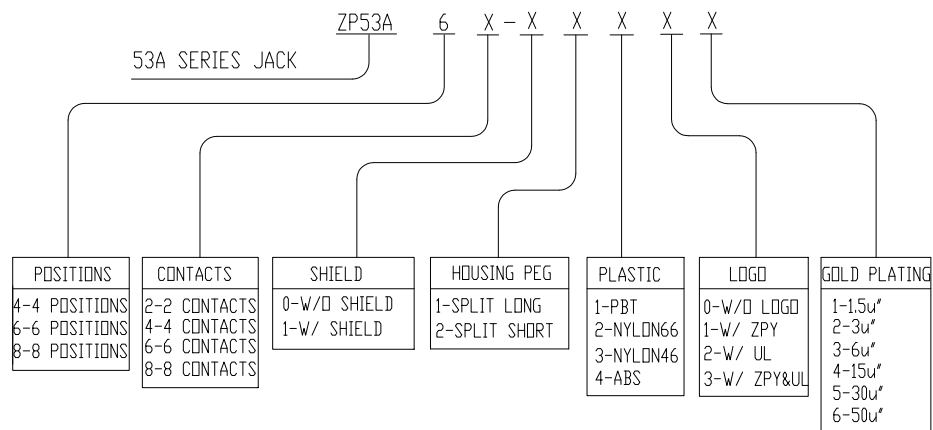 ZP53A 6 X - X X X X X
53A SERIES JACK
POSITIONS
4-4 POSITIONS
6-6 POSITIONS
8-8 POSITIONS
CONTACTS
2-2 CONTACTS
4-4 CONTACTS
6-6 CONTACTS
8-8 CONTACTS
SHIELD
0-W/O SHIELD
1-W/ SHIELD
HOUSING PEG
1-SPLIT LONG
2-SPLIT SHORT
PLASTIC
1-PBT
2-NYLON66
3-NYLON46
4-ABS
LOGO
0-W/O LOGO
1-W/ ZPY
2-W/ UL
3-W/ ZPY&UL
GOLD PLATING
1-1.5u"
2-3u"
3-6u"
4-15u"
5-30u"
6-50u"